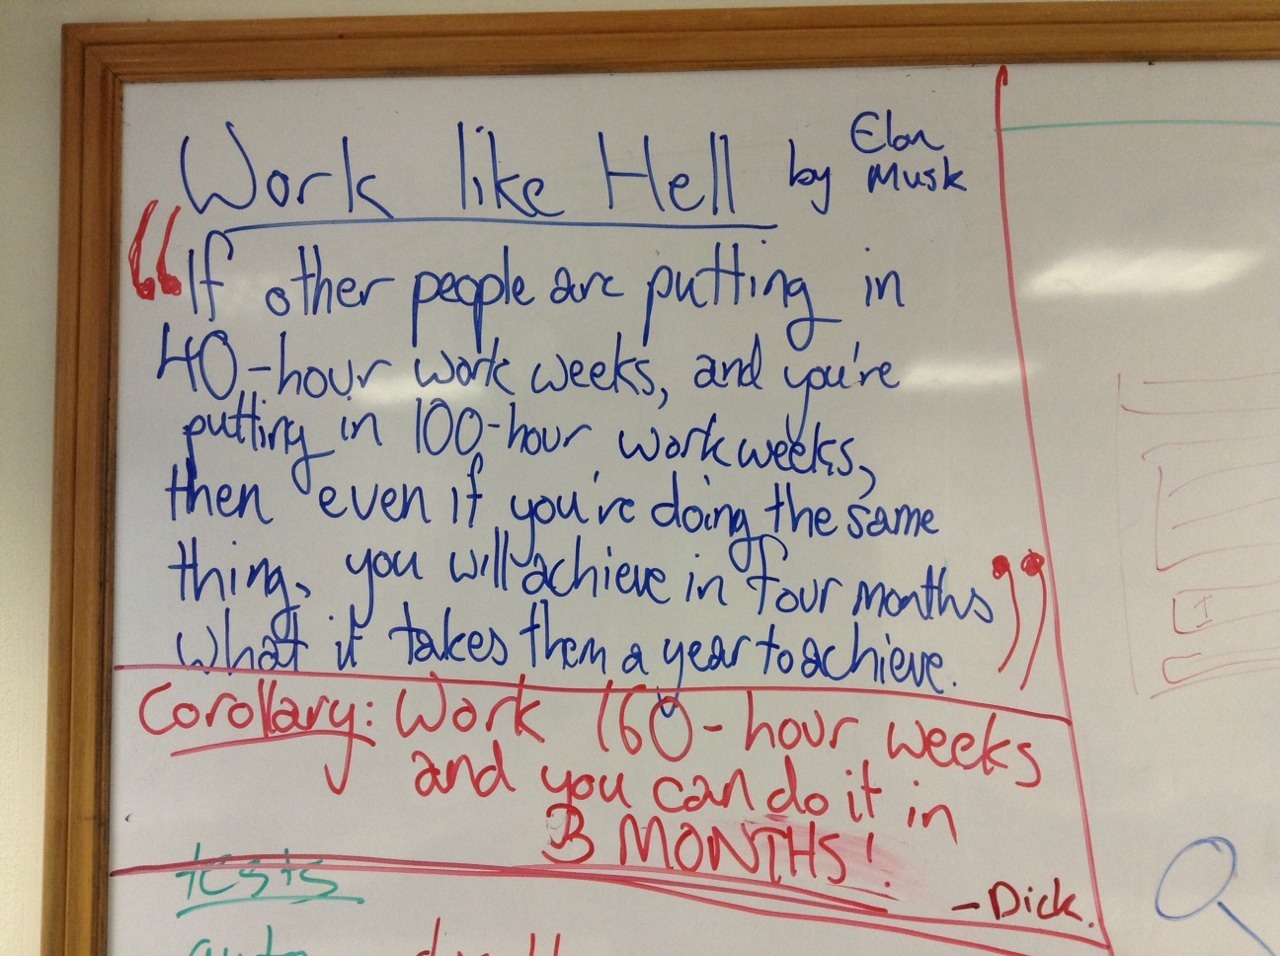 Work like Hell by Elon Musk
“If other people are putting in
40-hour work weeks, and you're
putting in 100-hour work weeks,
then even if you're doing the same
thing, you will achieve in four months
what it takes them a year to achieve.”
Corollary: Work 160-hour weeks
and you can do it in
3 MONTHS!
-Dick.
tests
auto